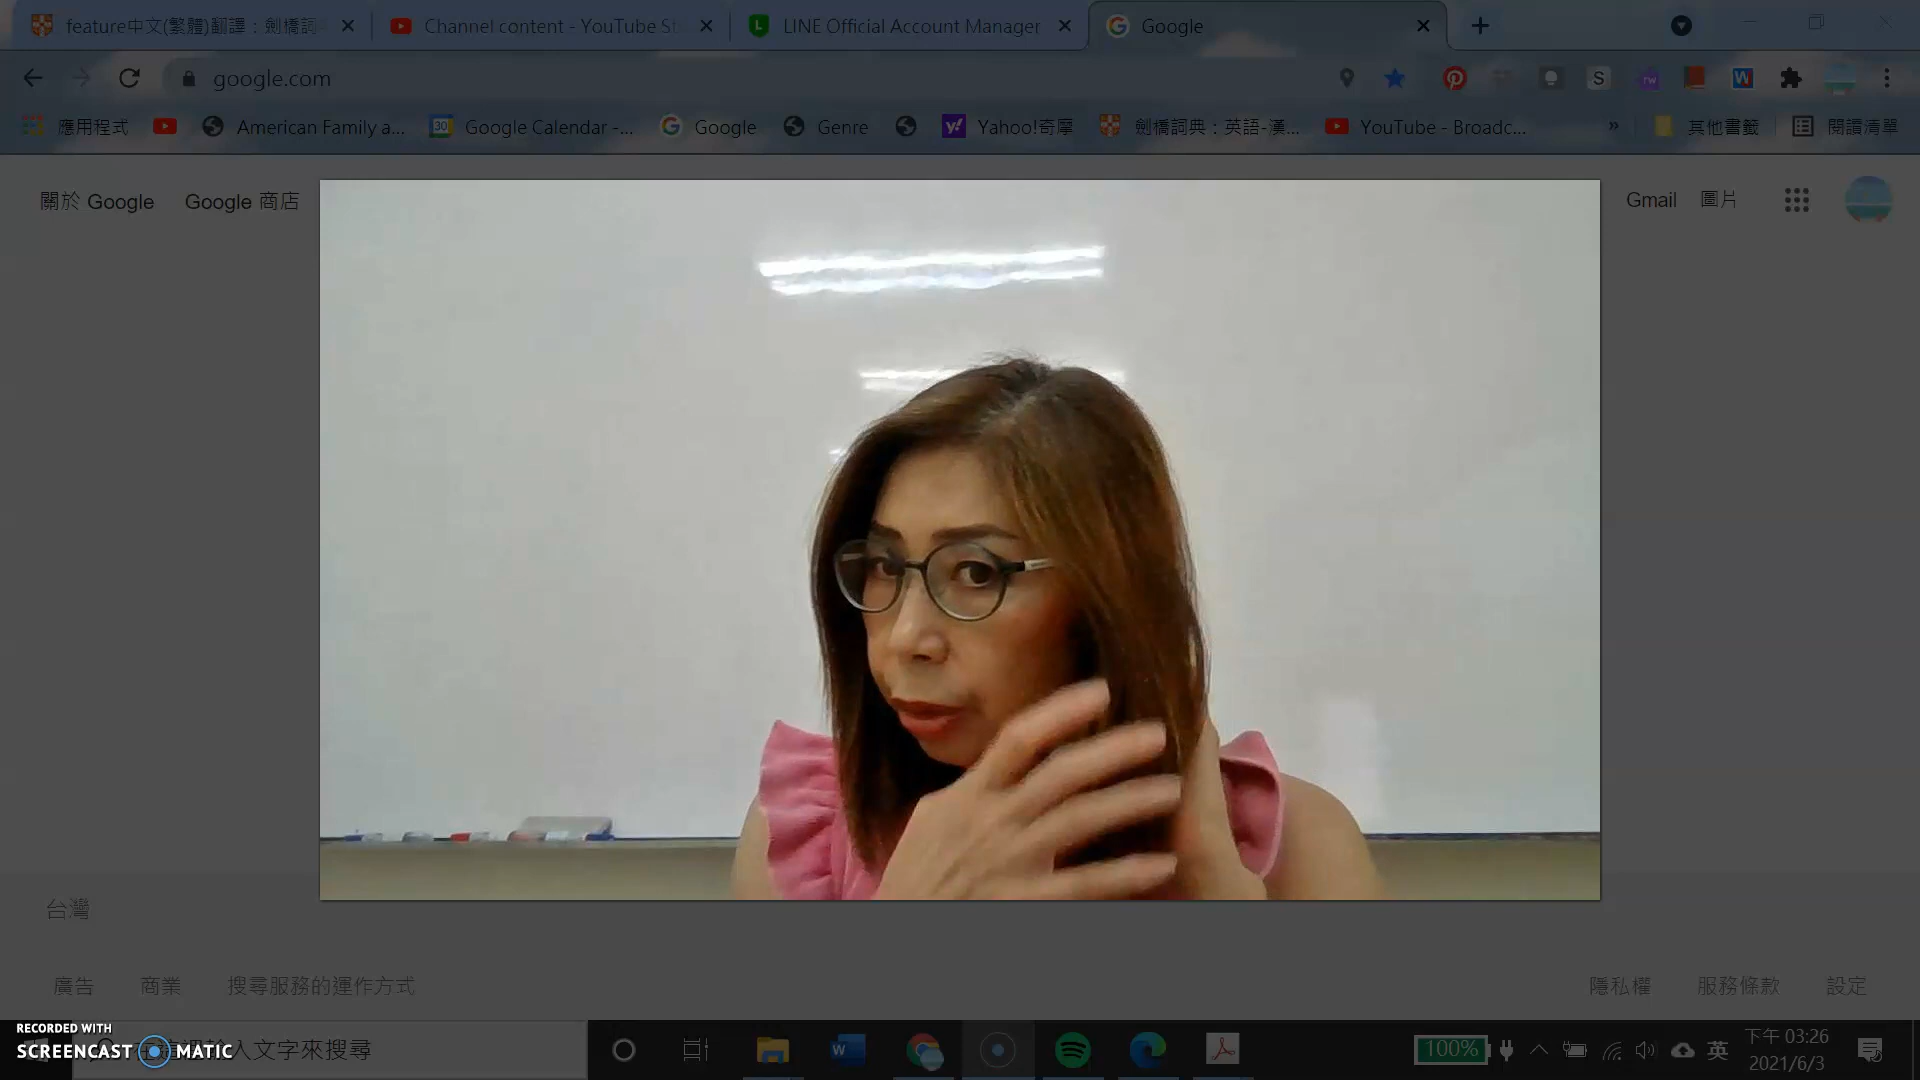 feature中文(繁體)翻譯：劍橋詞
Channel content - YouTube St
LINE Official Account Manager
Google
google.com
應用程式
American Family a...
Google Calendar -...
Google
Genre
Yahoo!奇摩
劍橋詞典：英語-漢...
YouTube - Broadc...
»
其他書籤
閱讀清單
關於 Google
Google 商店
Gmail
圖片
台灣
廣告
商業
搜尋服務的運作方式
隱私權
服務條款
設定
RECORDED WITH
SCREENCAST MATIC
入文字來搜尋
100%
英
下午 03:26
2021/6/3